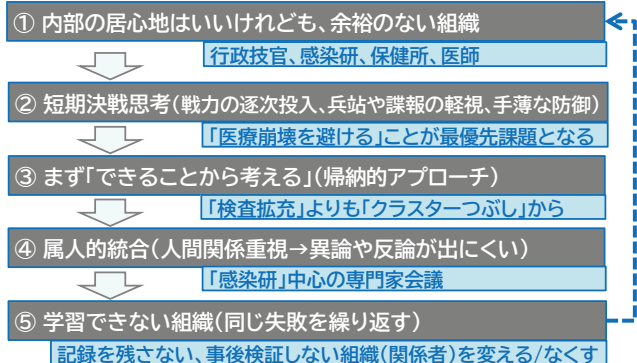 ① 内部の居心地はいいけれども、余裕のない組織
行政技官、感染研、保健所、医師
② 短期決戦思考(戦力の逐次投入、兵站や諜報の軽視、手薄な防御)
「医療崩壊を避ける」ことが最優先課題となる
③ まず「できることから考える」(帰納的アプローチ)
「検査拡充」よりも「クラスターつぶし」から
④ 属人的統合(人間関係重視→異論や反論が出にくい)
「感染研」中心の専門家会議
⑤ 学習できない組織(同じ失敗を繰り返す)
記録を残さない、事後検証しない組織(関係者)を変える/なくす